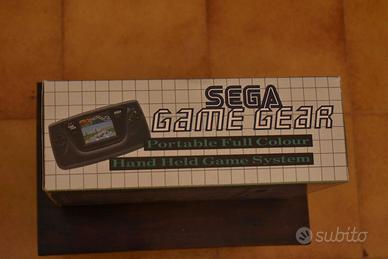 SEGA
GAME GEAR
Portable Full Colour
Hand Held Game System
subito